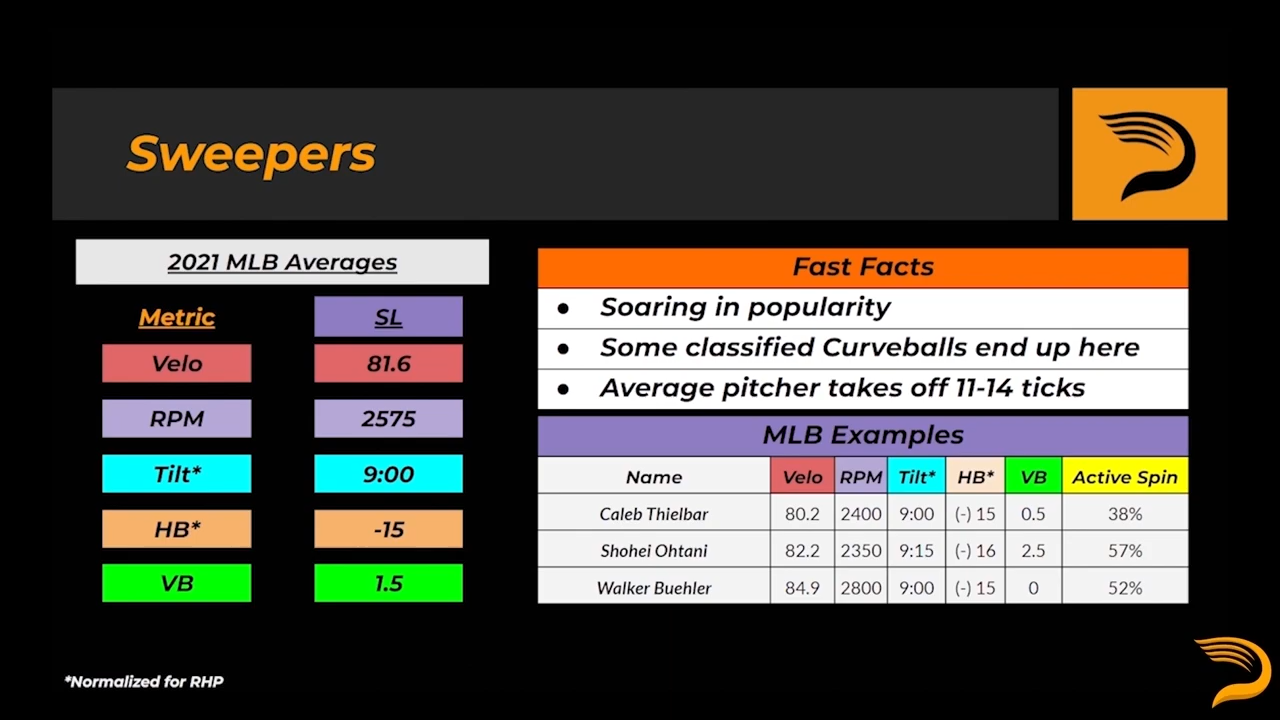 Sweepers
2021 MLB Averages
Metric SL
Velo 81.6
RPM 2575
Tilt* 9:00
HB* -15
VB 1.5
Fast Facts
● Soaring in popularity
● Some classified Curveballs end up here
● Average pitcher takes off 11-14 ticks
MLB Examples
Name Velo RPM Tilt* HB* VB Active Spin
Caleb Thielbar 80.2 2400 9:00 (-) 15 0.5 38%
Shohei Ohtani 82.2 2350 9:15 (-) 16 2.5 57%
Walker Buehler 84.9 2800 9:00 (-) 15 0 52%
*Normalized for RHP